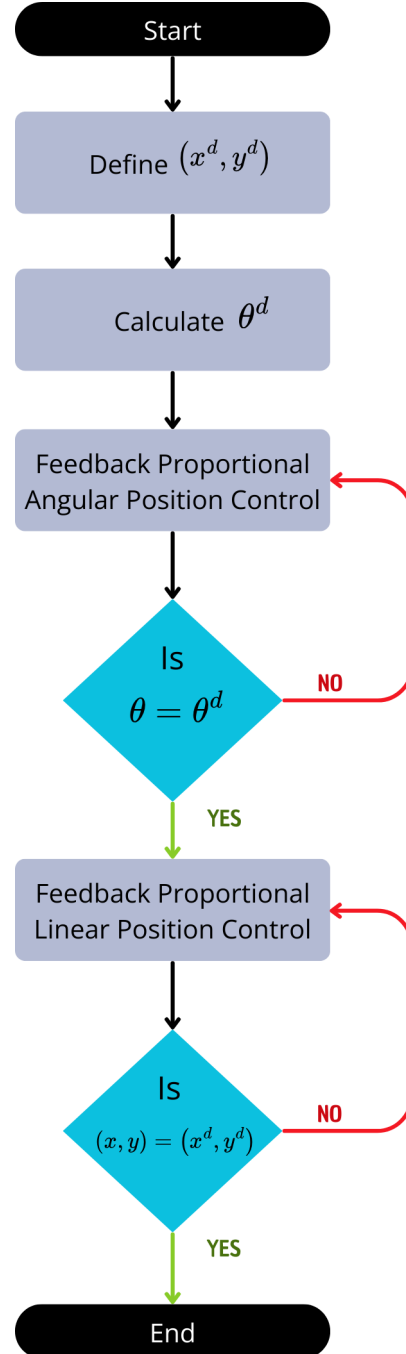 Start
Define (x^d, y^d)
Calculate θ^d
Feedback Proportional
Angular Position Control
Is
θ = θ^d
NO
YES
Feedback Proportional
Linear Position Control
Is
(x, y) = (x^d, y^d)
NO
YES
End